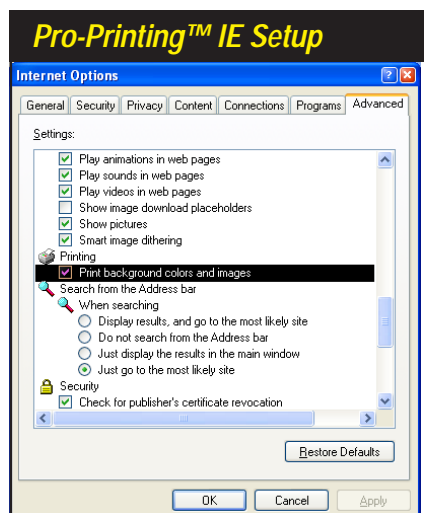 Pro-Printing™ IE Setup
Internet Options
General Security Privacy Content Connections Programs Advanced
Settings:
Play animations in web pages
Play sounds in web pages
Play videos in web pages
Show image download placeholders
Show pictures
Smart image dithering
Printing
Print background colors and images
Search from the Address bar
When searching
Display results, and go to the most likely site
Do not search from the Address bar
Just display the results in the main window
Just go to the most likely site
Security
Check for publisher's certificate revocation
Restore Defaults
OK Cancel Apply